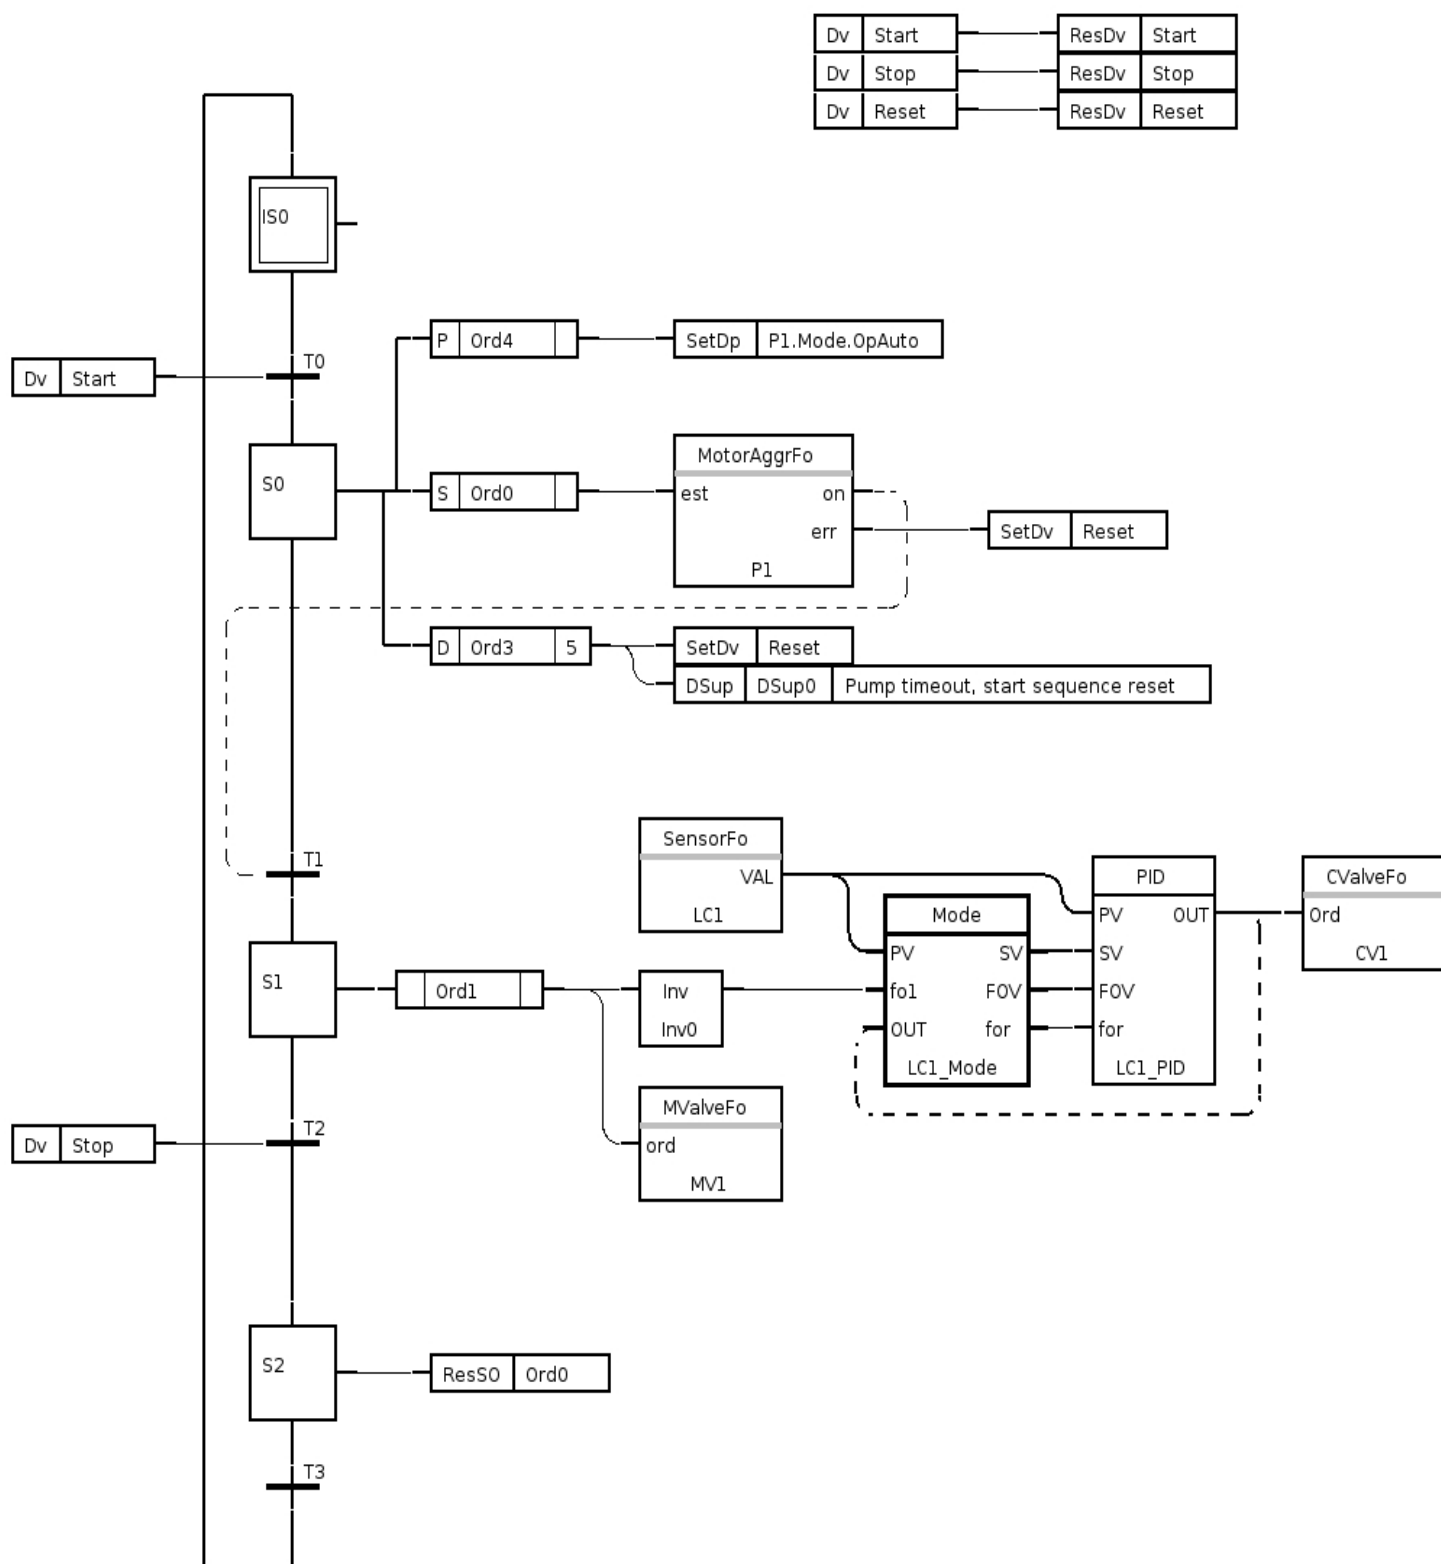 Dv Start ResDv Start
Dv Stop ResDv Stop
Dv Reset ResDv Reset
IS0
P Ord4 SetDp P1.Mode.OpAuto
T0
Dv Start
MotorAggrFo
S0
S Ord0 est on
err SetDv Reset
P1
D Ord3 5 SetDv Reset
DSup DSup0 Pump timeout, start sequence reset
SensorFo
T1
VAL PID CValveFo
LC1 Mode PV OUT Ord
PV SV SV CV1
S1 Ord1 Inv fo1 FOV FOV
Inv0 OUT for for
LC1_Mode LC1_PID
MValveFo
T2
Dv Stop ord
MV1
S2
ResSO Ord0
T3